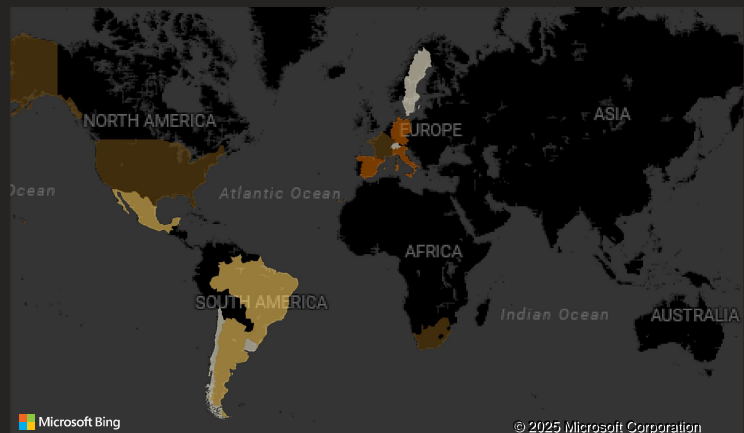 NORTH AMERICA
EUROPE
ASIA
Ocean
Atlantic Ocean
AFRICA
SOUTH AMERICA
Indian Ocean
AUSTRALIA
Microsoft Bing
© 2025 Microsoft Corporation